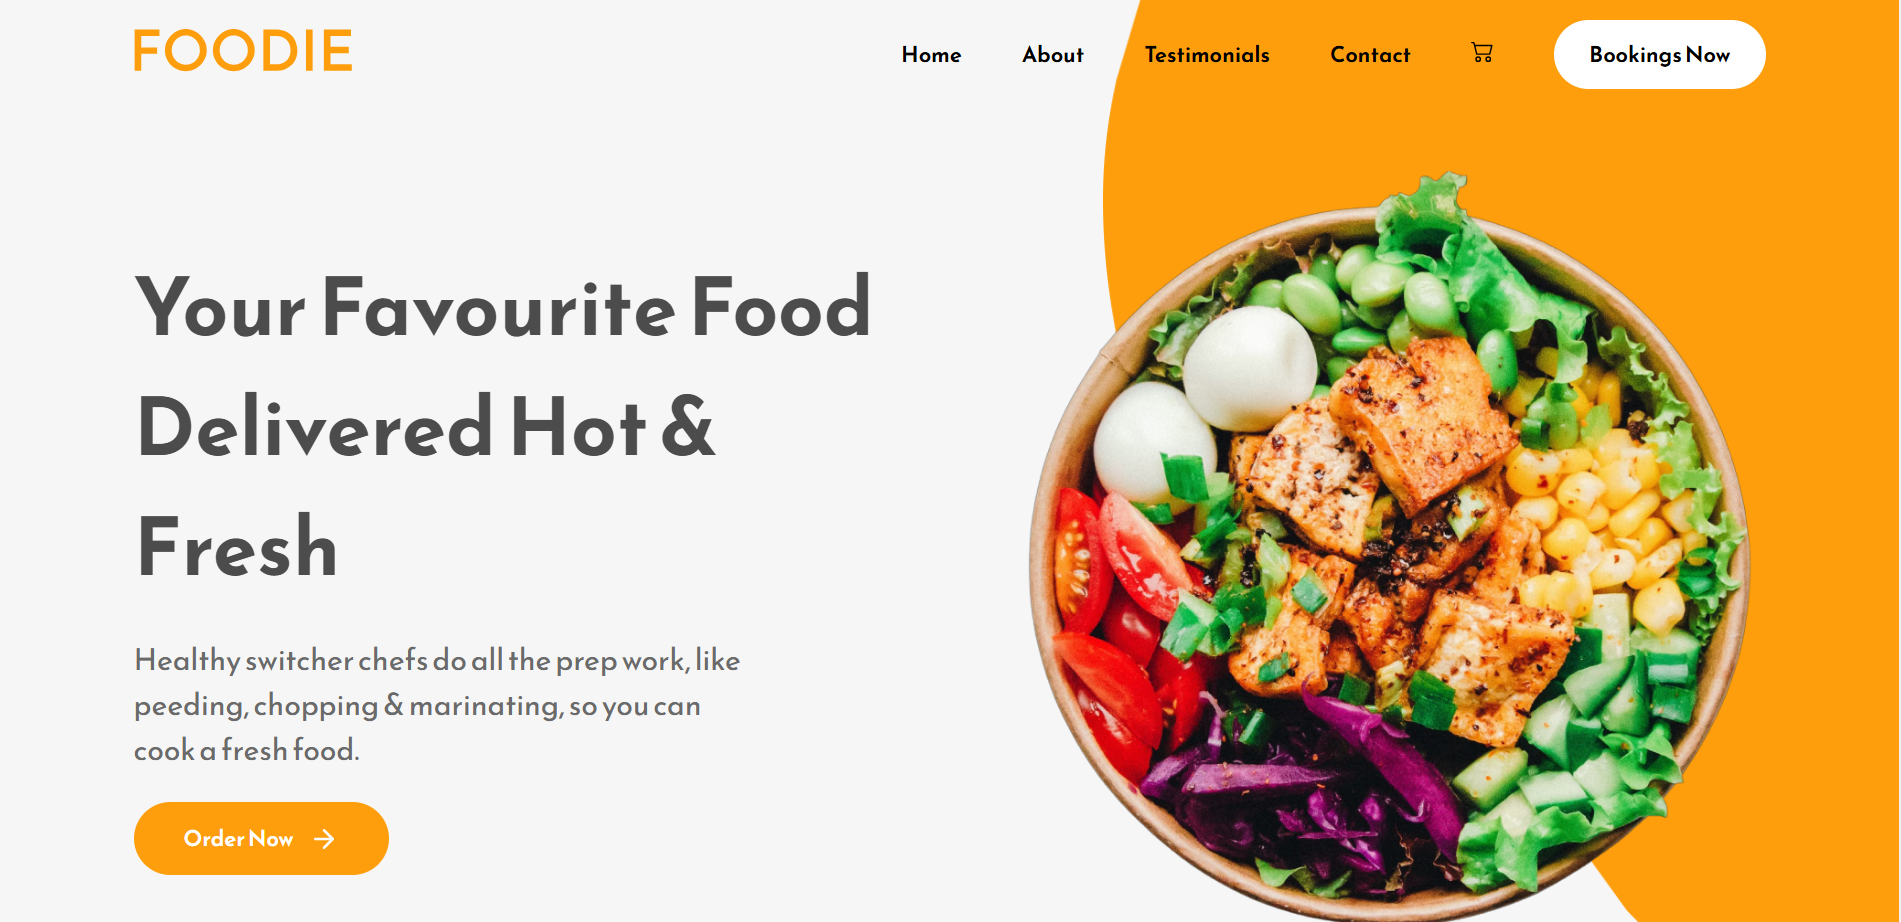 FOODIE
Home About Testimonials Contact Bookings Now
Your Favourite Food
Delivered Hot &
Fresh
Healthy switcher chefs do all the prep work, like
peeding, chopping & marinating, so you can
cook a fresh food.
Order Now